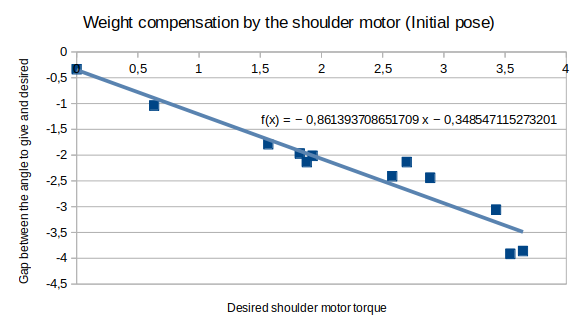 Weight compensation by the shoulder motor (Initial pose)
0
0 0,5 1 1,5 2 2,5 3 3,5 4
-0,5
-1
f(x) = − 0,861393708651709 x − 0,348547115273201
-1,5
-2
-2,5
-3
-3,5
-4
-4,5
Gap between the angle to give and desired
Desired shoulder motor torque